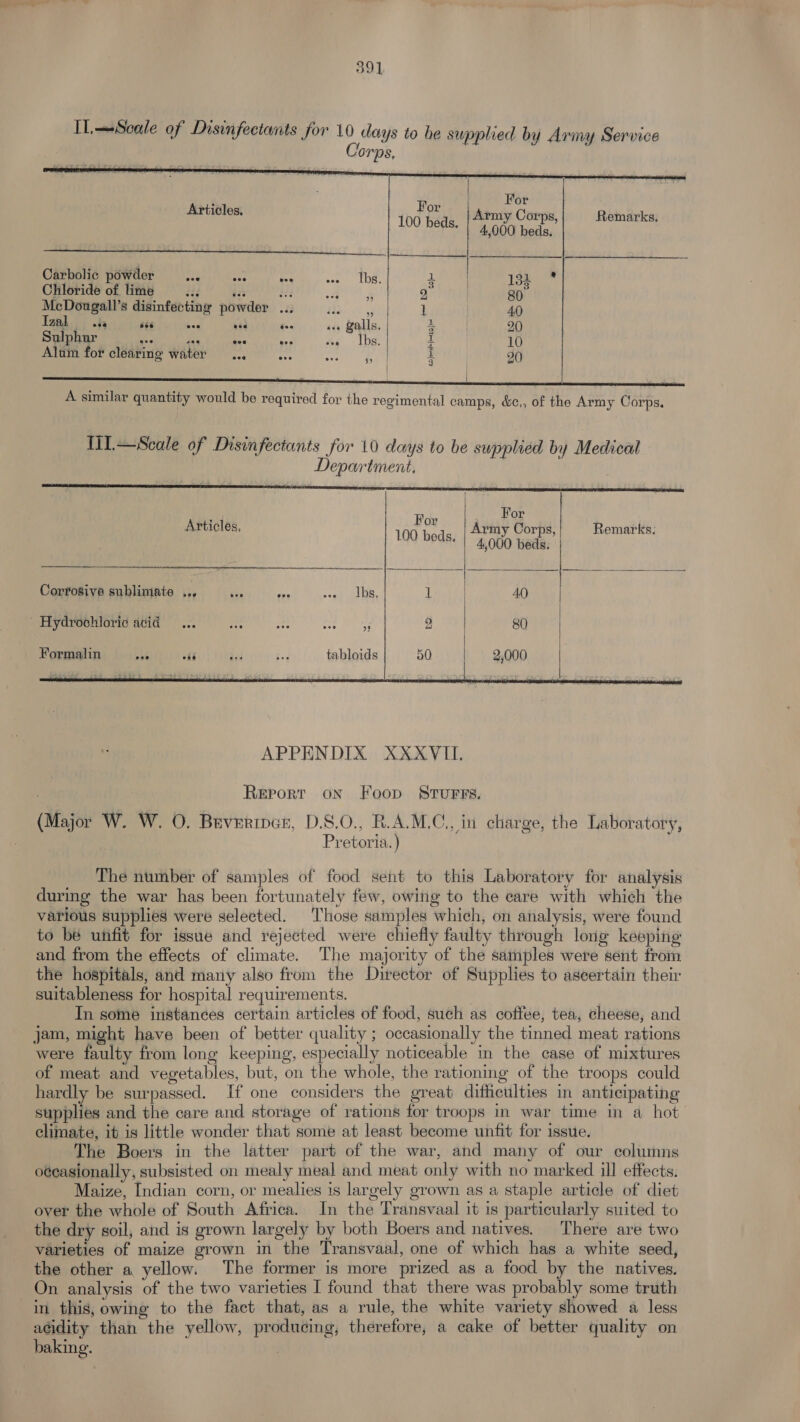 391
II.—Scale of Disinfectants for 10 days to be supplied by Army Service
Corps.
Articles. For 100 beds. For Army Corps, 4,000 beds. Remarks.
Carbolic powder ... ... ... ... lbs. ⅓ 13⅓
Chloride of lime ... ... ... ... „ 2 80
McDougall's disinfecting powder ... ... „ 1 40
Izal ... ... ... ... ... ... galls. ½ 20
Sulphur ... ... ... ... ... lbs. ¼ 10
Alum for clearing water ... ... ... „ ½ 20
A similar quantity would be required for the regimental camps, &c., of the Army Corps.
III.—Scale of Disinfectants for 10 days to be supplied by Medical
Department.
Articles. For 100 beds. For Army Corps, 4,000 beds. Remarks.
Corrosive sublimate ... ... ... ... lbs. 1 40
Hydrochloric acid ... ... ... ... „ 2 80
Formalin ... ... ... ... tabloids 50 2,000
APPENDIX XXXVII.
REPORT ON FOOD STUFFS.
(Major W. W. O. BEVERIDGE, D.S.O., R.A.M.C., in charge, the Laboratory,
Pretoria.)
The number of samples of food sent to this Laboratory for analysis
during the war has been fortunately few, owing to the care with which the
various supplies were selected. Those samples which, on analysis, were found
to be unfit for issue and rejected were chiefly faulty through long keeping
and from the effects of climate. The majority of the samples were sent from
the hospitals, and many also from the Director of Supplies to ascertain their
suitableness for hospital requirements.
In some instances certain articles of food, such as coffee, tea, cheese, and
jam, might have been of better quality; occasionally the tinned meat rations
were faulty from long keeping, especially noticeable in the case of mixtures
of meat and vegetables, but, on the whole, the rationing of the troops could
hardly be surpassed. If one considers the great difficulties in anticipating
supplies and the care and storage of rations for troops in war time in a hot
climate, it is little wonder that some at least become unfit for issue.
The Boers in the latter part of the war, and many of our columns
occasionally, subsisted on mealy meal and meat only with no marked ill effects.
Maize, Indian corn, or mealies is largely grown as a staple article of diet
over the whole of South Africa. In the Transvaal it is particularly suited to
the dry soil, and is grown largely by both Boers and natives. There are two
varieties of maize grown in the Transvaal, one of which has a white seed,
the other a yellow. The former is more prized as a food by the natives.
On analysis of the two varieties I found that there was probably some truth
in this, owing to the fact that, as a rule, the white variety showed a less
acidity than the yellow, producing, therefore, a cake of better quality on
baking.